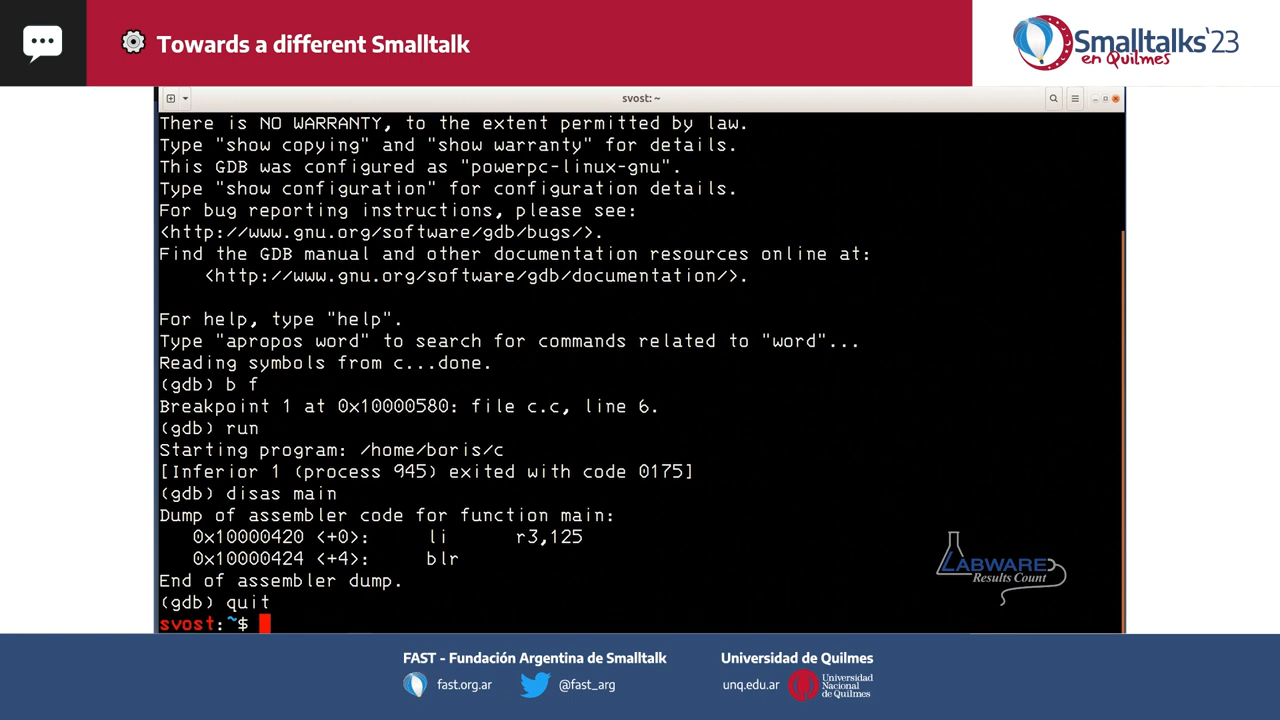 Towards a different Smalltalk
Smalltalks'23
en Quilmes
svost: ~
There is NO WARRANTY, to the extent permitted by law.
Type "show copying" and "show warranty" for details.
This GDB was configured as "powerpc-linux-gnu".
Type "show configuration" for configuration details.
For bug reporting instructions, please see:
<http://www.gnu.org/software/gdb/bugs/>.
Find the GDB manual and other documentation resources online at:
    <http://www.gnu.org/software/gdb/documentation/>.
For help, type "help".
Type "apropos word" to search for commands related to "word"...
Reading symbols from c...done.
(gdb) b f
Breakpoint 1 at 0x10000580: file c.c, line 6.
(gdb) run
Starting program: /home/boris/c
[Inferior 1 (process 945) exited with code 0175]
(gdb) disas main
Dump of assembler code for function main:
   0x10000420 <+0>:     li      r3,125
   0x10000424 <+4>:     blr
End of assembler dump.
(gdb) quit
svost:~$
LABWARE
Results Count
FAST - Fundación Argentina de Smalltalk
fast.org.ar
@fast_arg
Universidad de Quilmes
unq.edu.ar
Universidad
Nacional
de Quilmes